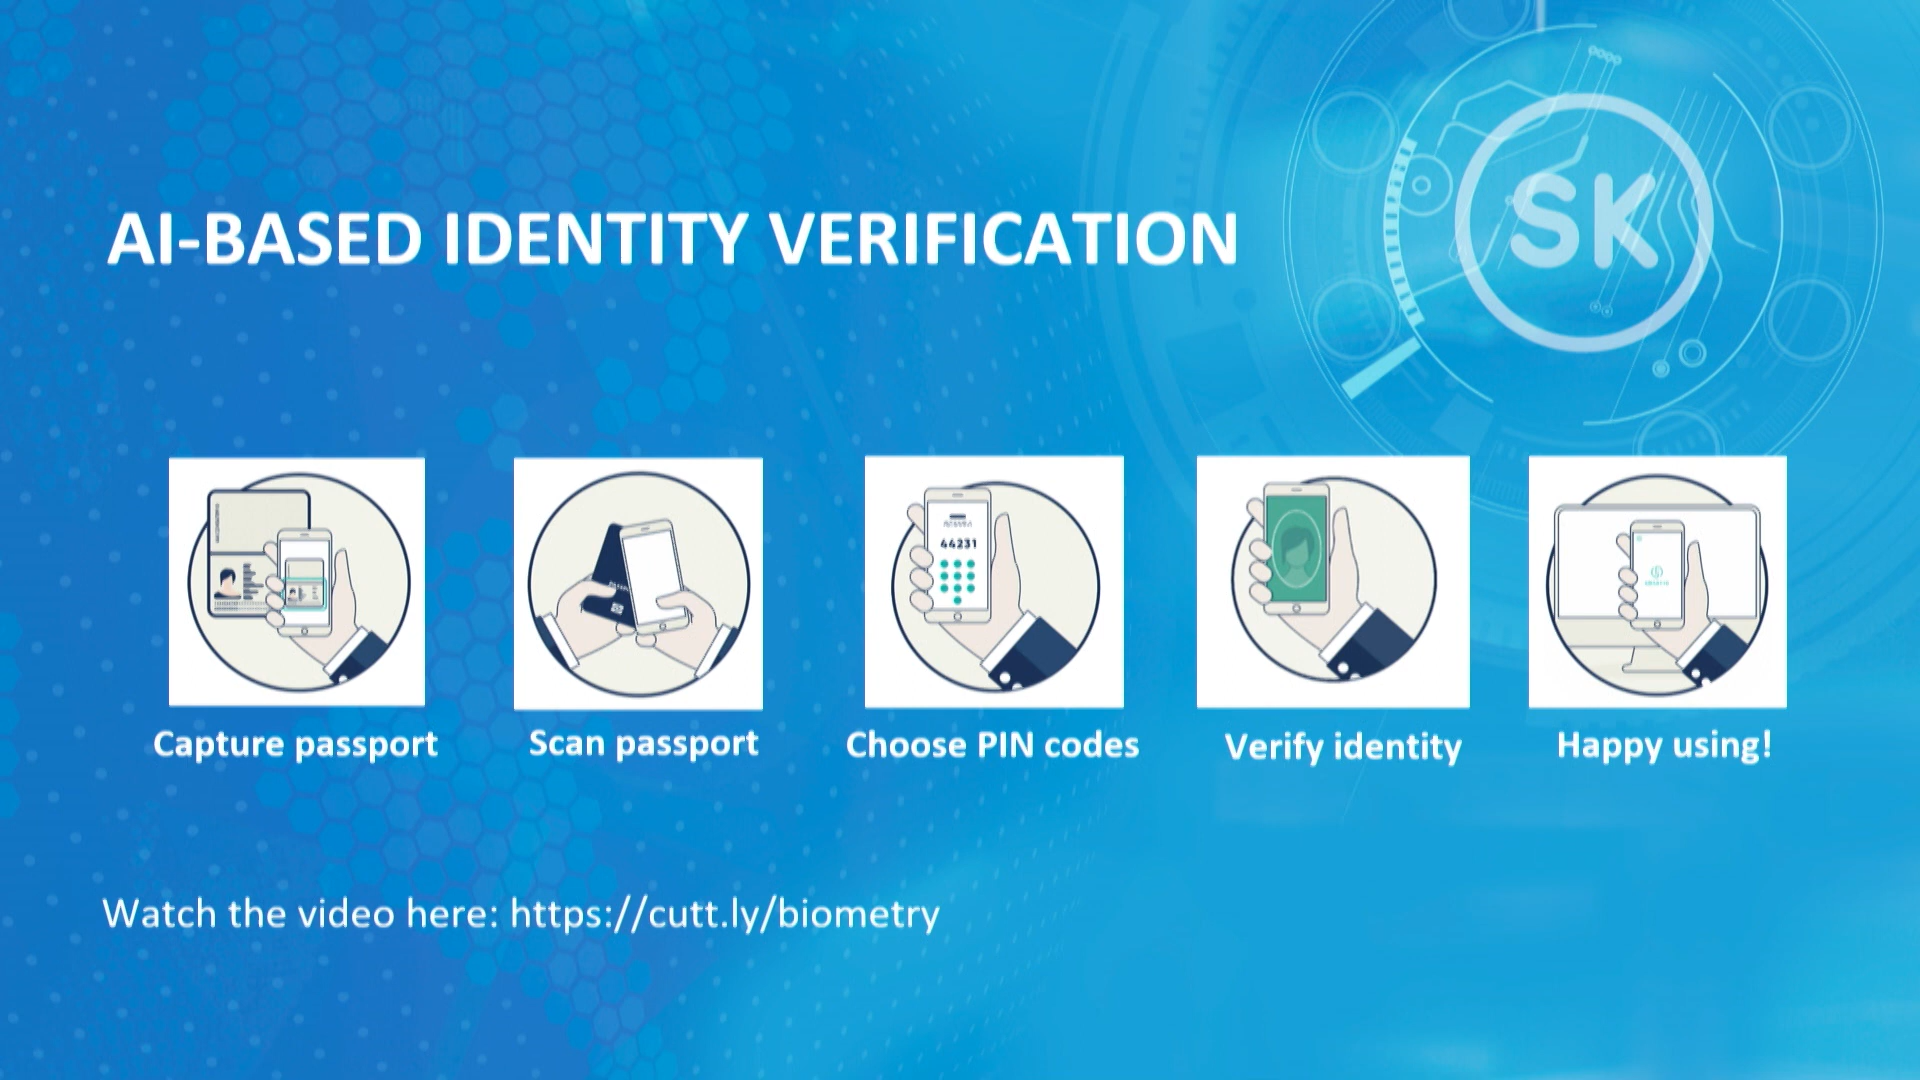 SK
AI-BASED IDENTITY VERIFICATION
44231
Capture passport
Scan passport
Choose PIN codes
Verify identity
Happy using!
Watch the video here: https://cutt.ly/biometry